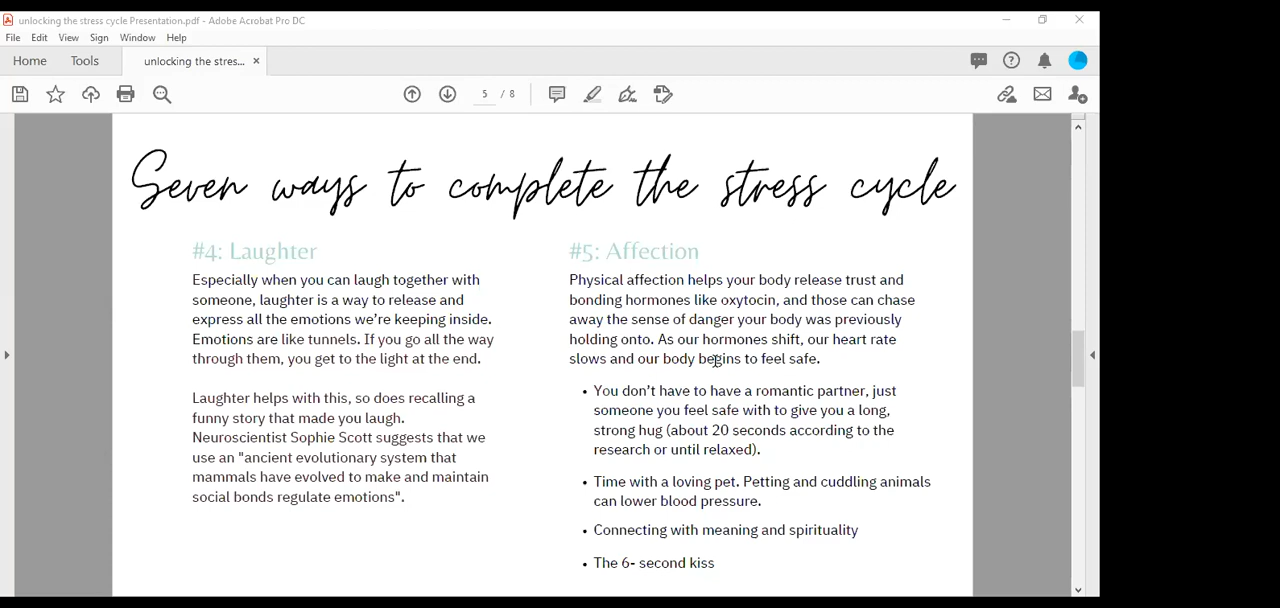 unlocking the stress cycle Presentation.pdf - Adobe Acrobat Pro DC
File Edit View Sign Window Help
Home Tools unlocking the stres... ×
5 / 8
Seven ways to complete the stress cycle
#4: Laughter
Especially when you can laugh together with
someone, laughter is a way to release and
express all the emotions we’re keeping inside.
Emotions are like tunnels. If you go all the way
through them, you get to the light at the end.
Laughter helps with this, so does recalling a
funny story that made you laugh.
Neuroscientist Sophie Scott suggests that we
use an "ancient evolutionary system that
mammals have evolved to make and maintain
social bonds regulate emotions".
#5: Affection
Physical affection helps your body release trust and
bonding hormones like oxytocin, and those can chase
away the sense of danger your body was previously
holding onto. As our hormones shift, our heart rate
slows and our body begins to feel safe.
• You don’t have to have a romantic partner, just
someone you feel safe with to give you a long,
strong hug (about 20 seconds according to the
research or until relaxed).
• Time with a loving pet. Petting and cuddling animals
can lower blood pressure.
• Connecting with meaning and spirituality
• The 6- second kiss